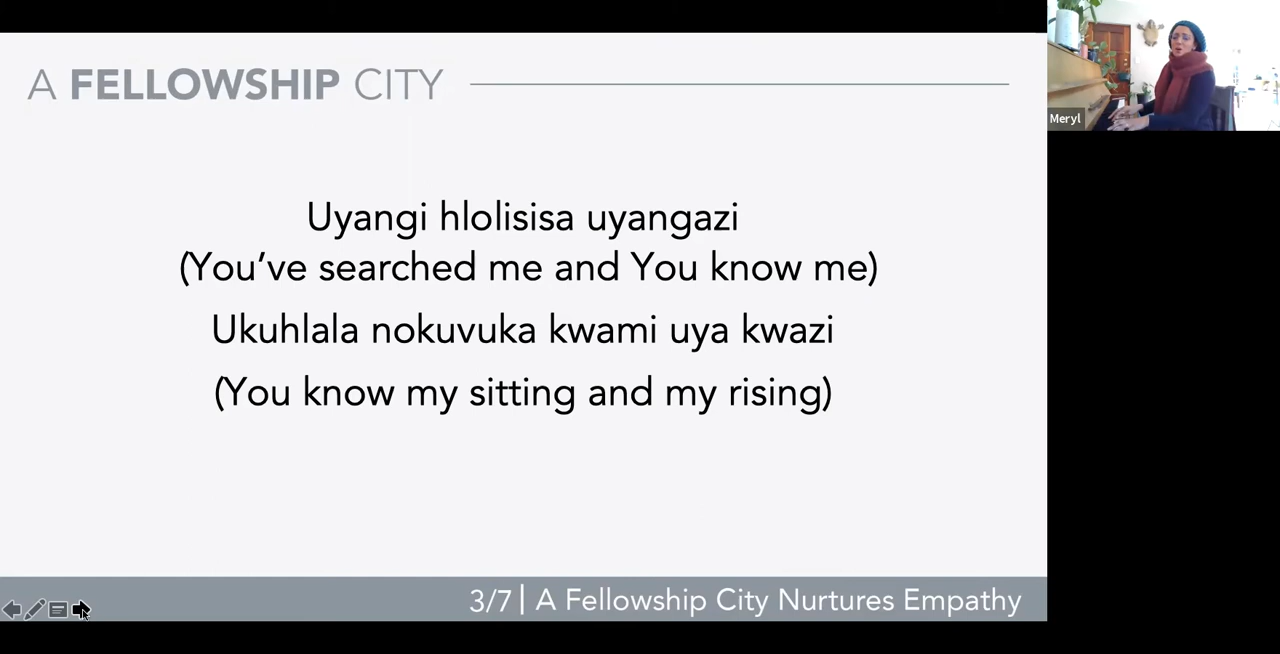 A FELLOWSHIP CITY
Meryl
Uyangi hlolisisa uyangazi
(You’ve searched me and You know me)
Ukuhlala nokuvuka kwami uya kwazi
(You know my sitting and my rising)
3/7 | A Fellowship City Nurtures Empathy